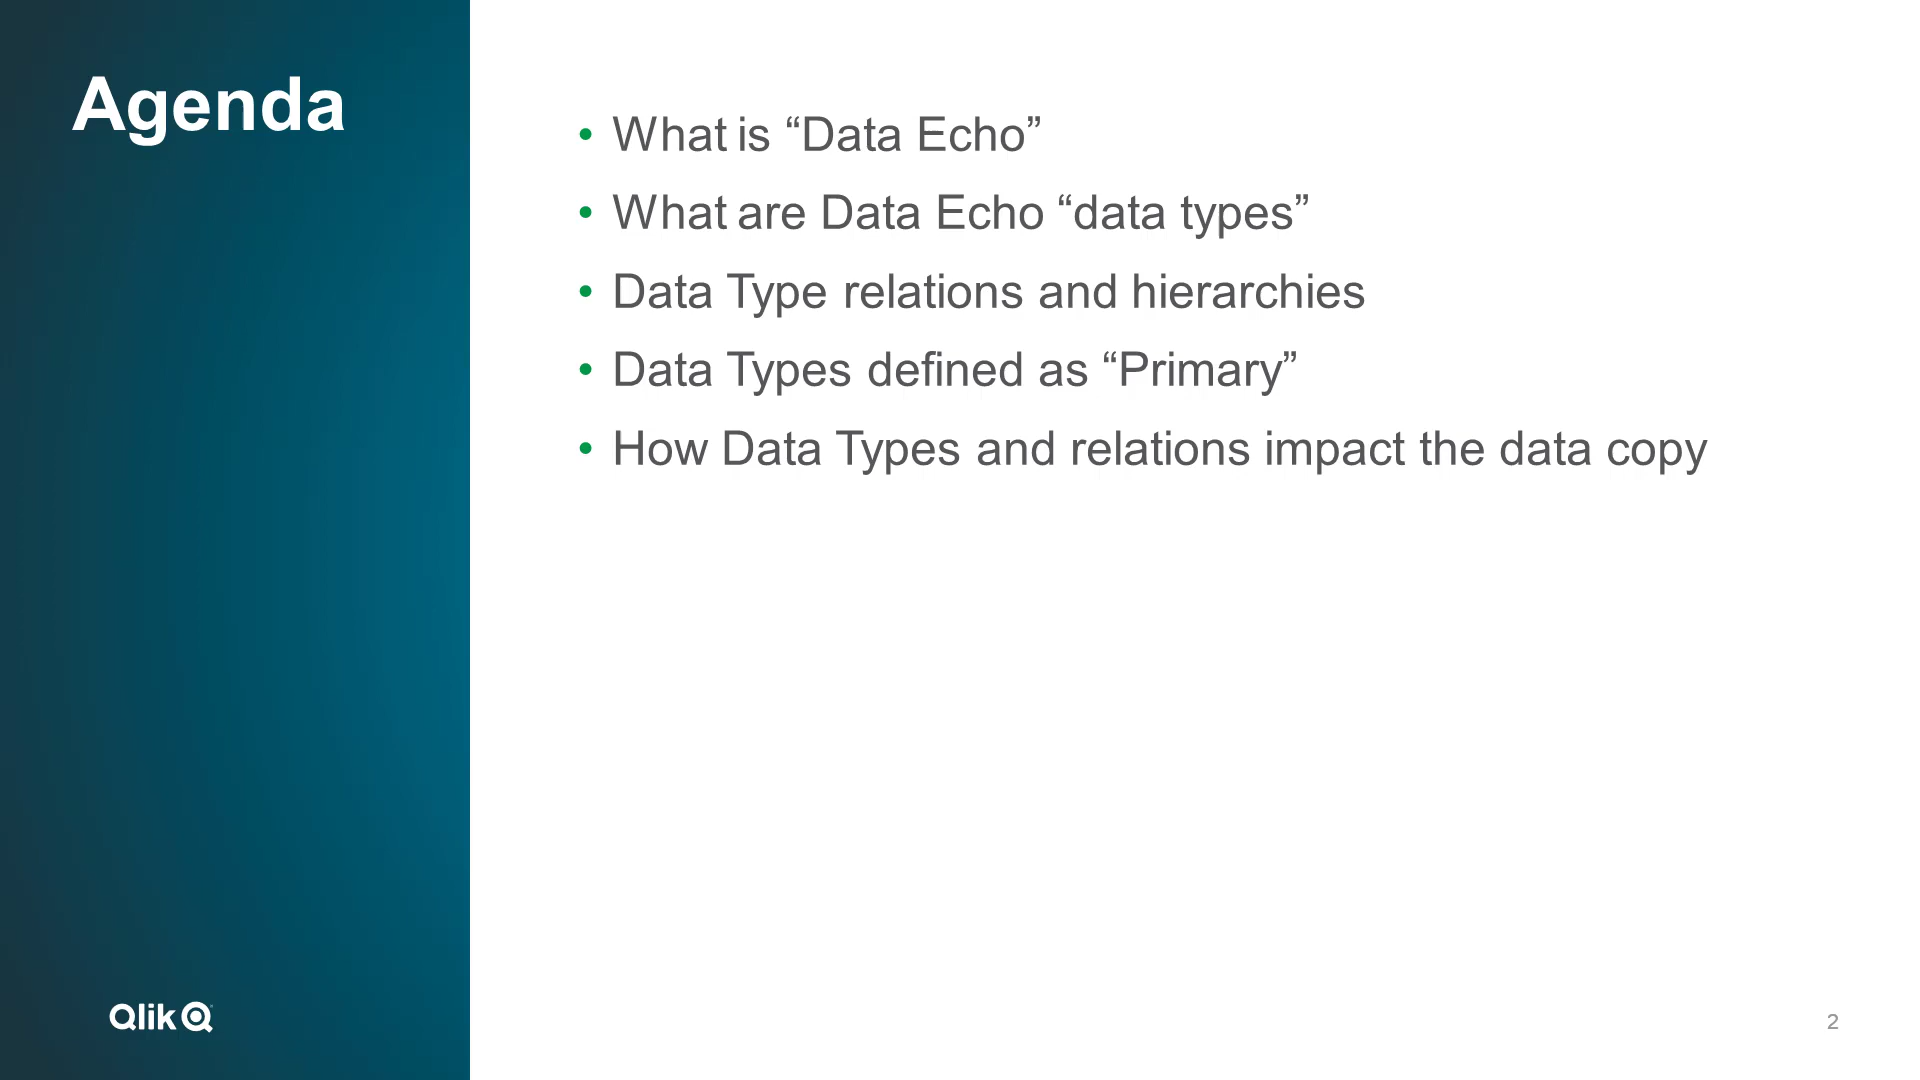 Agenda
• What is “Data Echo”
• What are Data Echo “data types”
• Data Type relations and hierarchies
• Data Types defined as “Primary”
• How Data Types and relations impact the data copy
Qlik
2